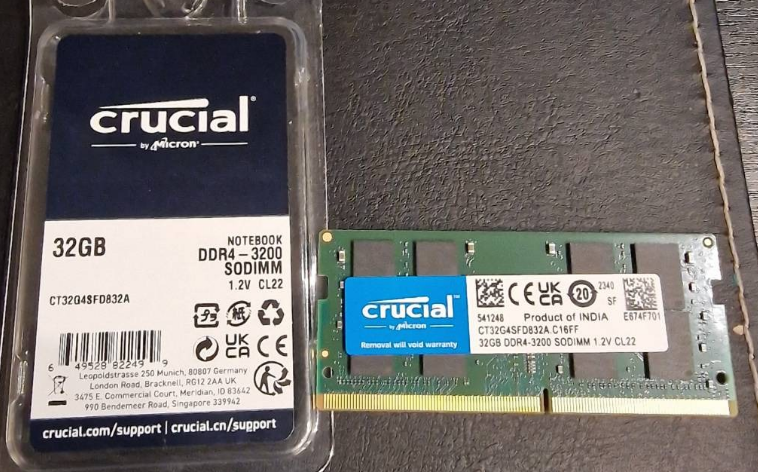 crucial®
by Micron®
32GB
NOTEBOOK
DDR4-3200
SODIMM
1.2V CL22
CT32G4SFD832A
UK
CA
CE
6 49528 82249 9
Leopoldstrasse 250 Munich, 80807 Germany
London Road, Bracknell, RG12 2AA UK
3475 E. Commercial Court, Meridian, ID 83642
990 Bendemeer Road, Singapore 339942
crucial.com/support | crucial.cn/support
crucial™
by Micron®
Removal will void warranty
CE
UK
CA
20
2340
SF
541248 Product of INDIA E674F701
CT32G4SFD832A.C16FF
32GB DDR4-3200 SODIMM 1.2V CL22